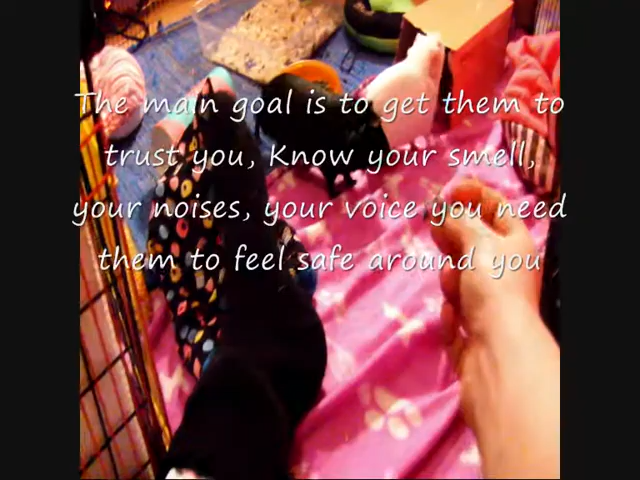 The main goal is to get them to
trust you, Know your smell,
your noises, your voice you need
them to feel safe around you